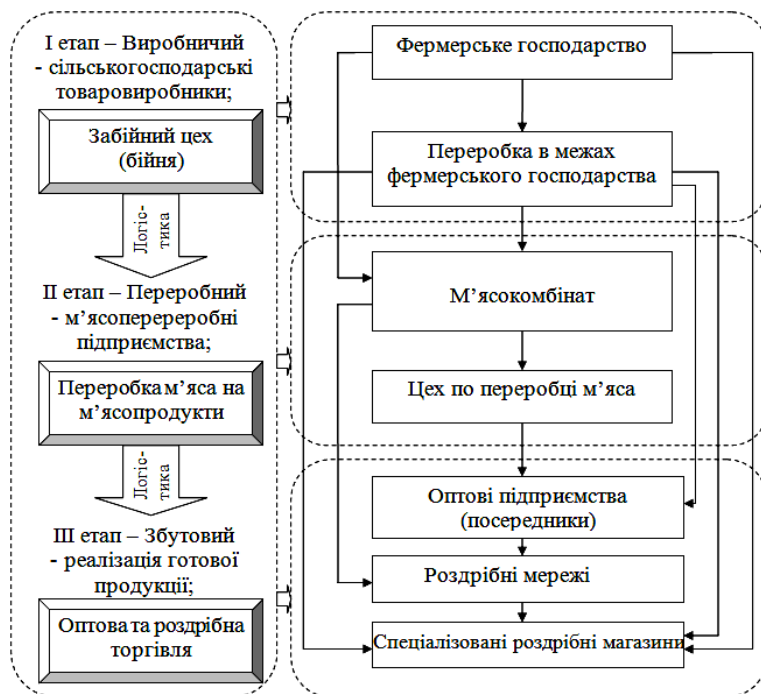 І етап – Виробничий
- сільськогосподарські
товаровиробники;
Забійний цех
(бійня)
Логіс-
тика
ІІ етап – Переробний
- м’ясоперереробні
підприємства;
Переробка м’яса на
м’ясопродукти
Логіс-
тика
ІІІ етап – Збутовий
- реалізація готової
продукції;
Оптова та роздрібна
торгівля
Фермерське господарство
Переробка в межах
фермерського господарства
М’ясокомбінат
Цех по переробці м’яса
Оптові підприємства
(посередники)
Роздрібні мережі
Спеціалізовані роздрібні магазини